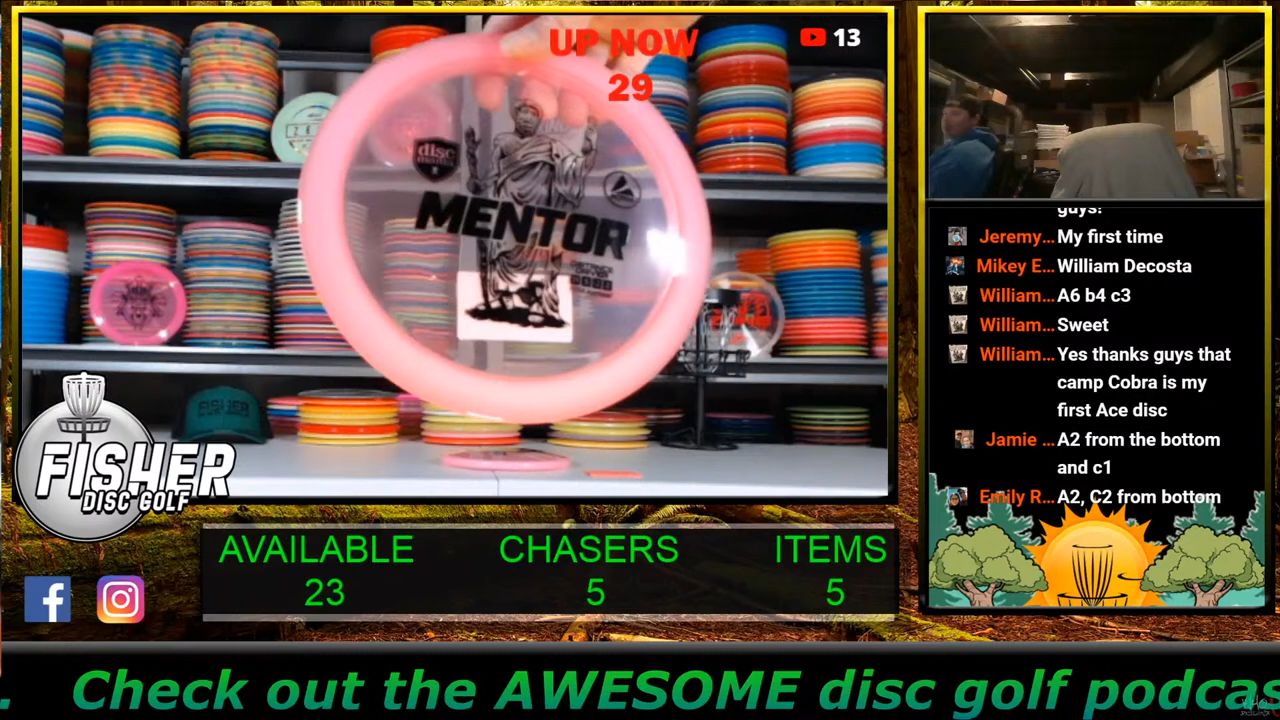 UP NOW
29
13
disc
mania
MENTOR
FISHER
FISHER
DISC GOLF
AVAILABLE
23
CHASERS
5
ITEMS
5
guys!
Jeremy... My first time
Mikey E... William Decosta
William... A6 b4 c3
William... Sweet
William... Yes thanks guys that
camp Cobra is my
first Ace disc
Jamie ... A2 from the bottom
and c1
Emily R... A2, C2 from bottom
. Check out the AWESOME disc golf podcas